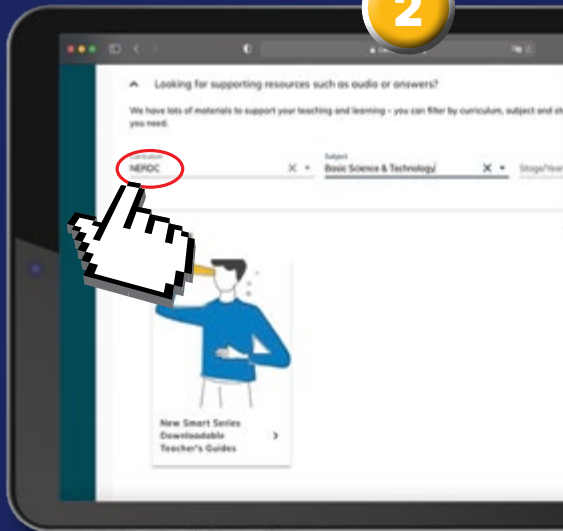 2
Looking for supporting resources such as audio or answers?
We have lots of materials to support your teaching and learning - you can filter by curriculum, subject and
you need.
Curriculum
Subject
NERDC
Basic Science & Technology
Stage/Year
New Smart Series
Downloadable
Teacher's Guides